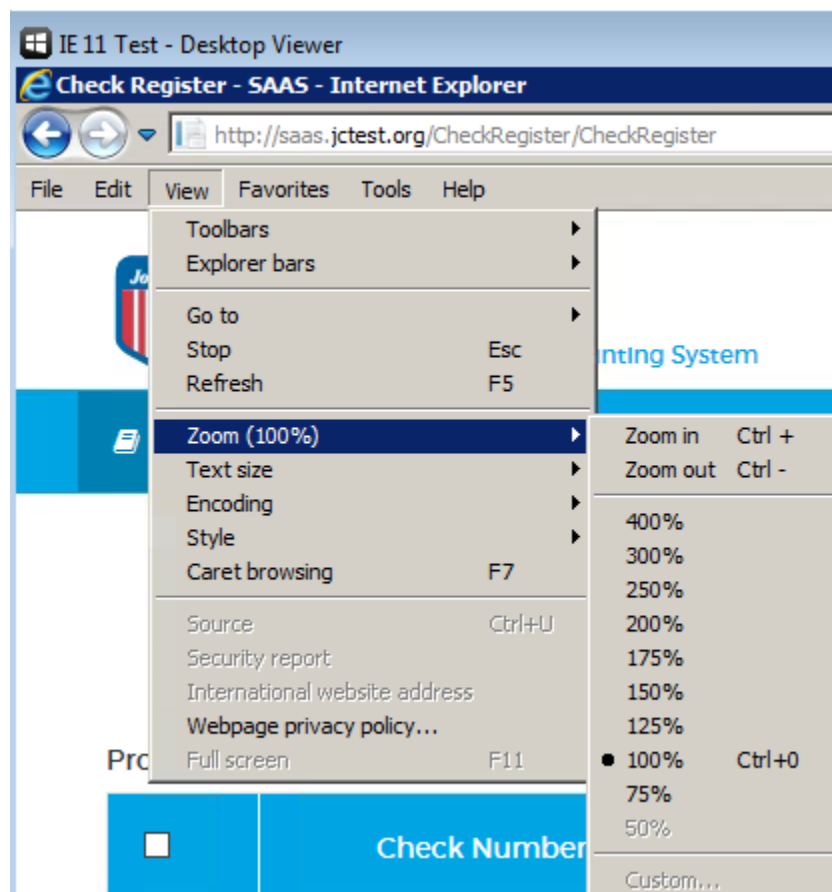 IE 11 Test - Desktop Viewer
Check Register - SAAS - Internet Explorer
http://saas.jctest.org/CheckRegister/CheckRegister
File Edit View Favorites Tools Help
Toolbars
Explorer bars
Go to
Stop Esc
Refresh F5
Zoom (100%)
Text size
Encoding
Style
Caret browsing F7
Source Ctrl+U
Security report
International website address
Webpage privacy policy...
Full screen F11
Zoom in Ctrl +
Zoom out Ctrl -
400%
300%
250%
200%
175%
150%
125%
100% Ctrl+0
75%
50%
Custom...
Jo
unting System
Pro
Check Number